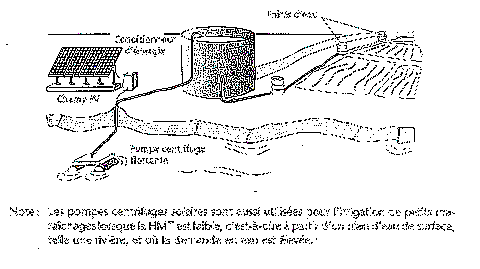 Points d'eau
Conditionneur
d'énergie
Champ PV
Pompe centrifuge
flottante
Note : Les pompes centrifuges solaires sont aussi utilisées pour l'irrigation de petits ma-
raîchages lorsque la HMT est faible, c'est-à-dire à partir d'un plan d'eau de surface,
telle une rivière, et où la demande en eau est élevée.